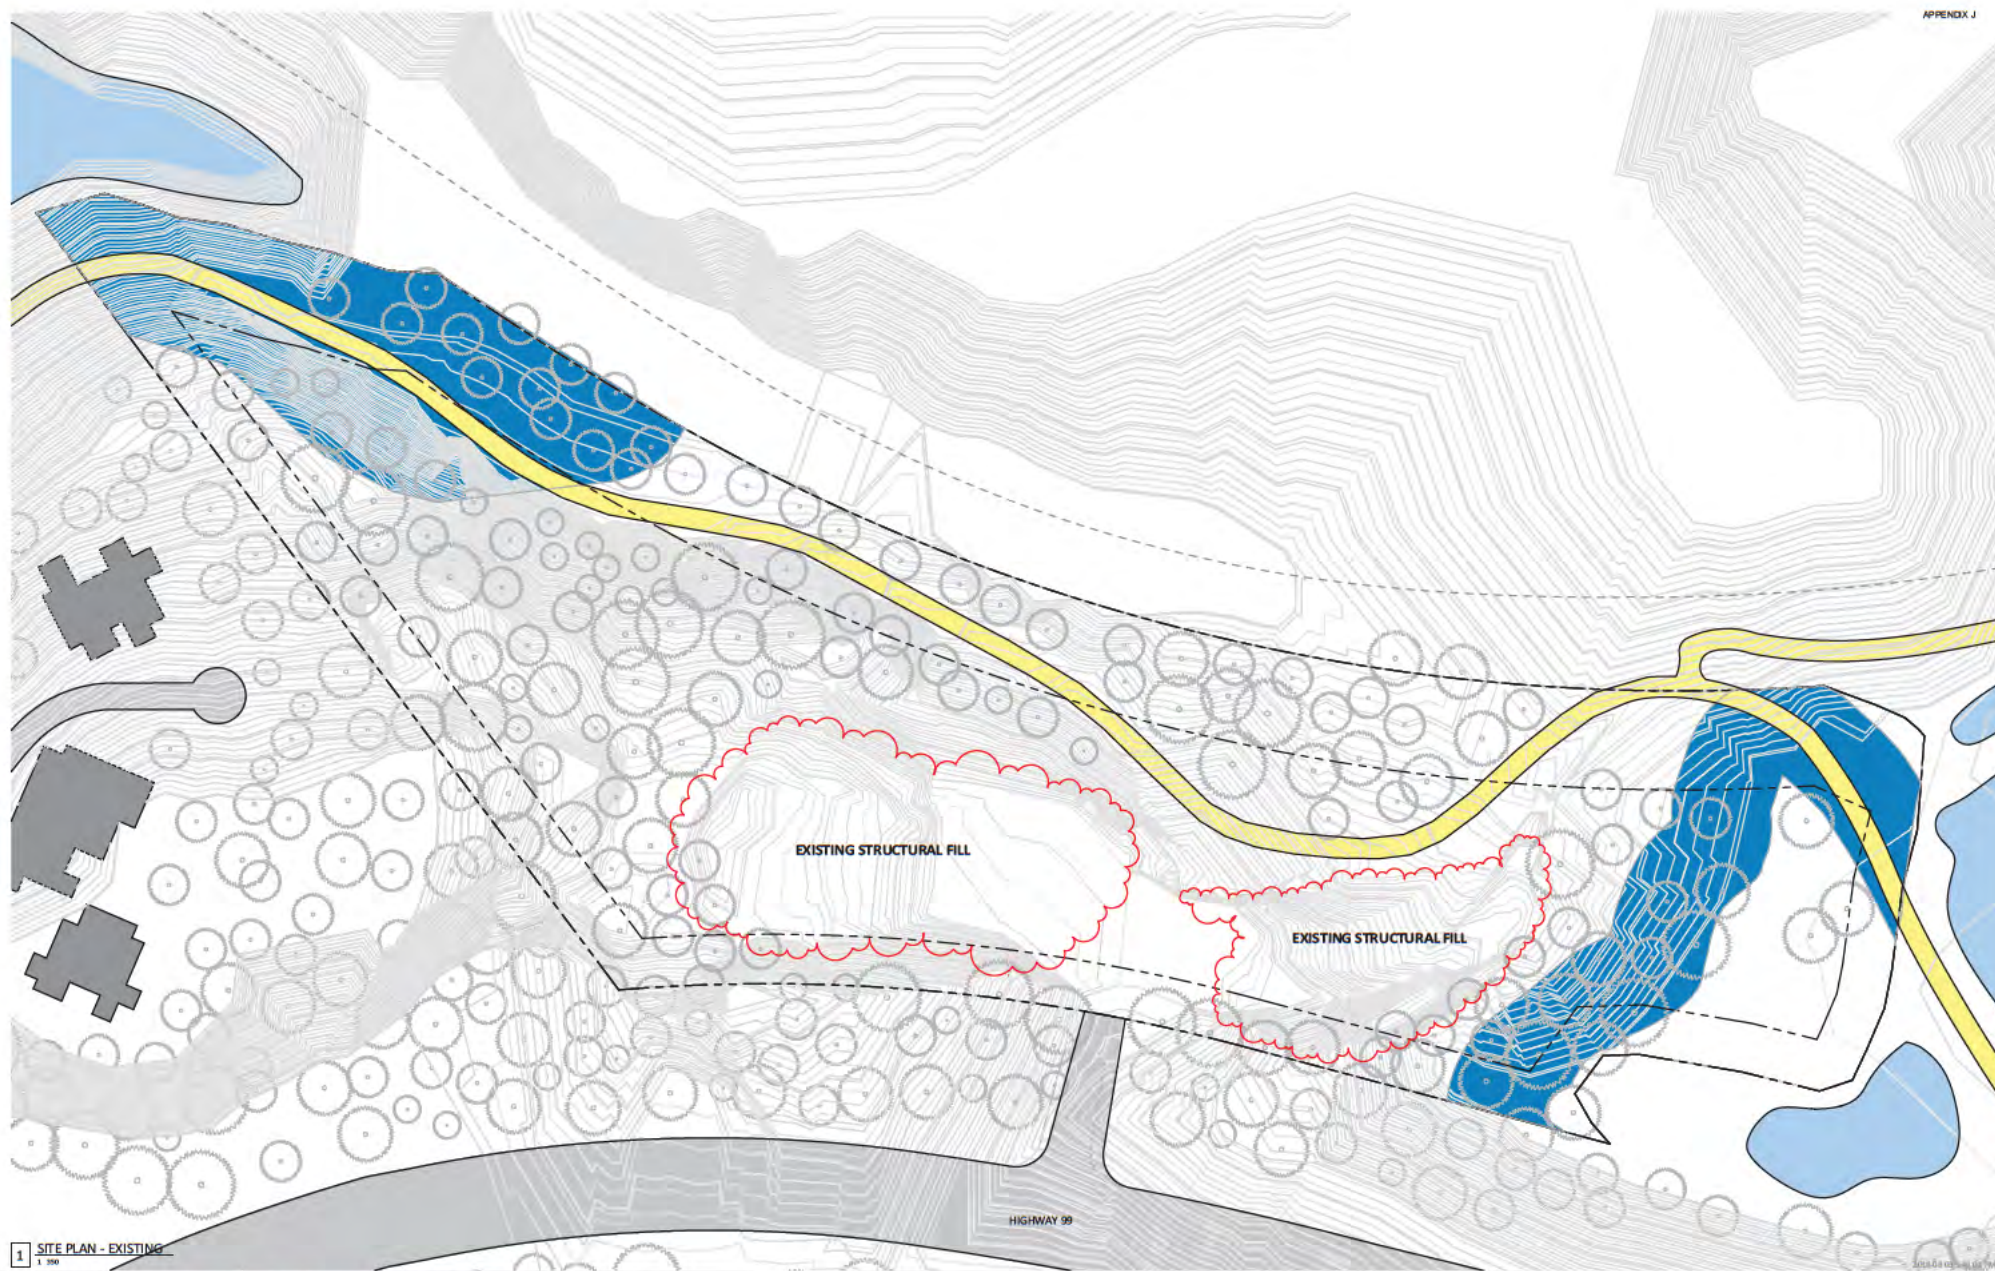 APPENDIX J
EXISTING STRUCTURAL FILL
EXISTING STRUCTURAL FILL
HIGHWAY 99
1 SITE PLAN - EXISTING